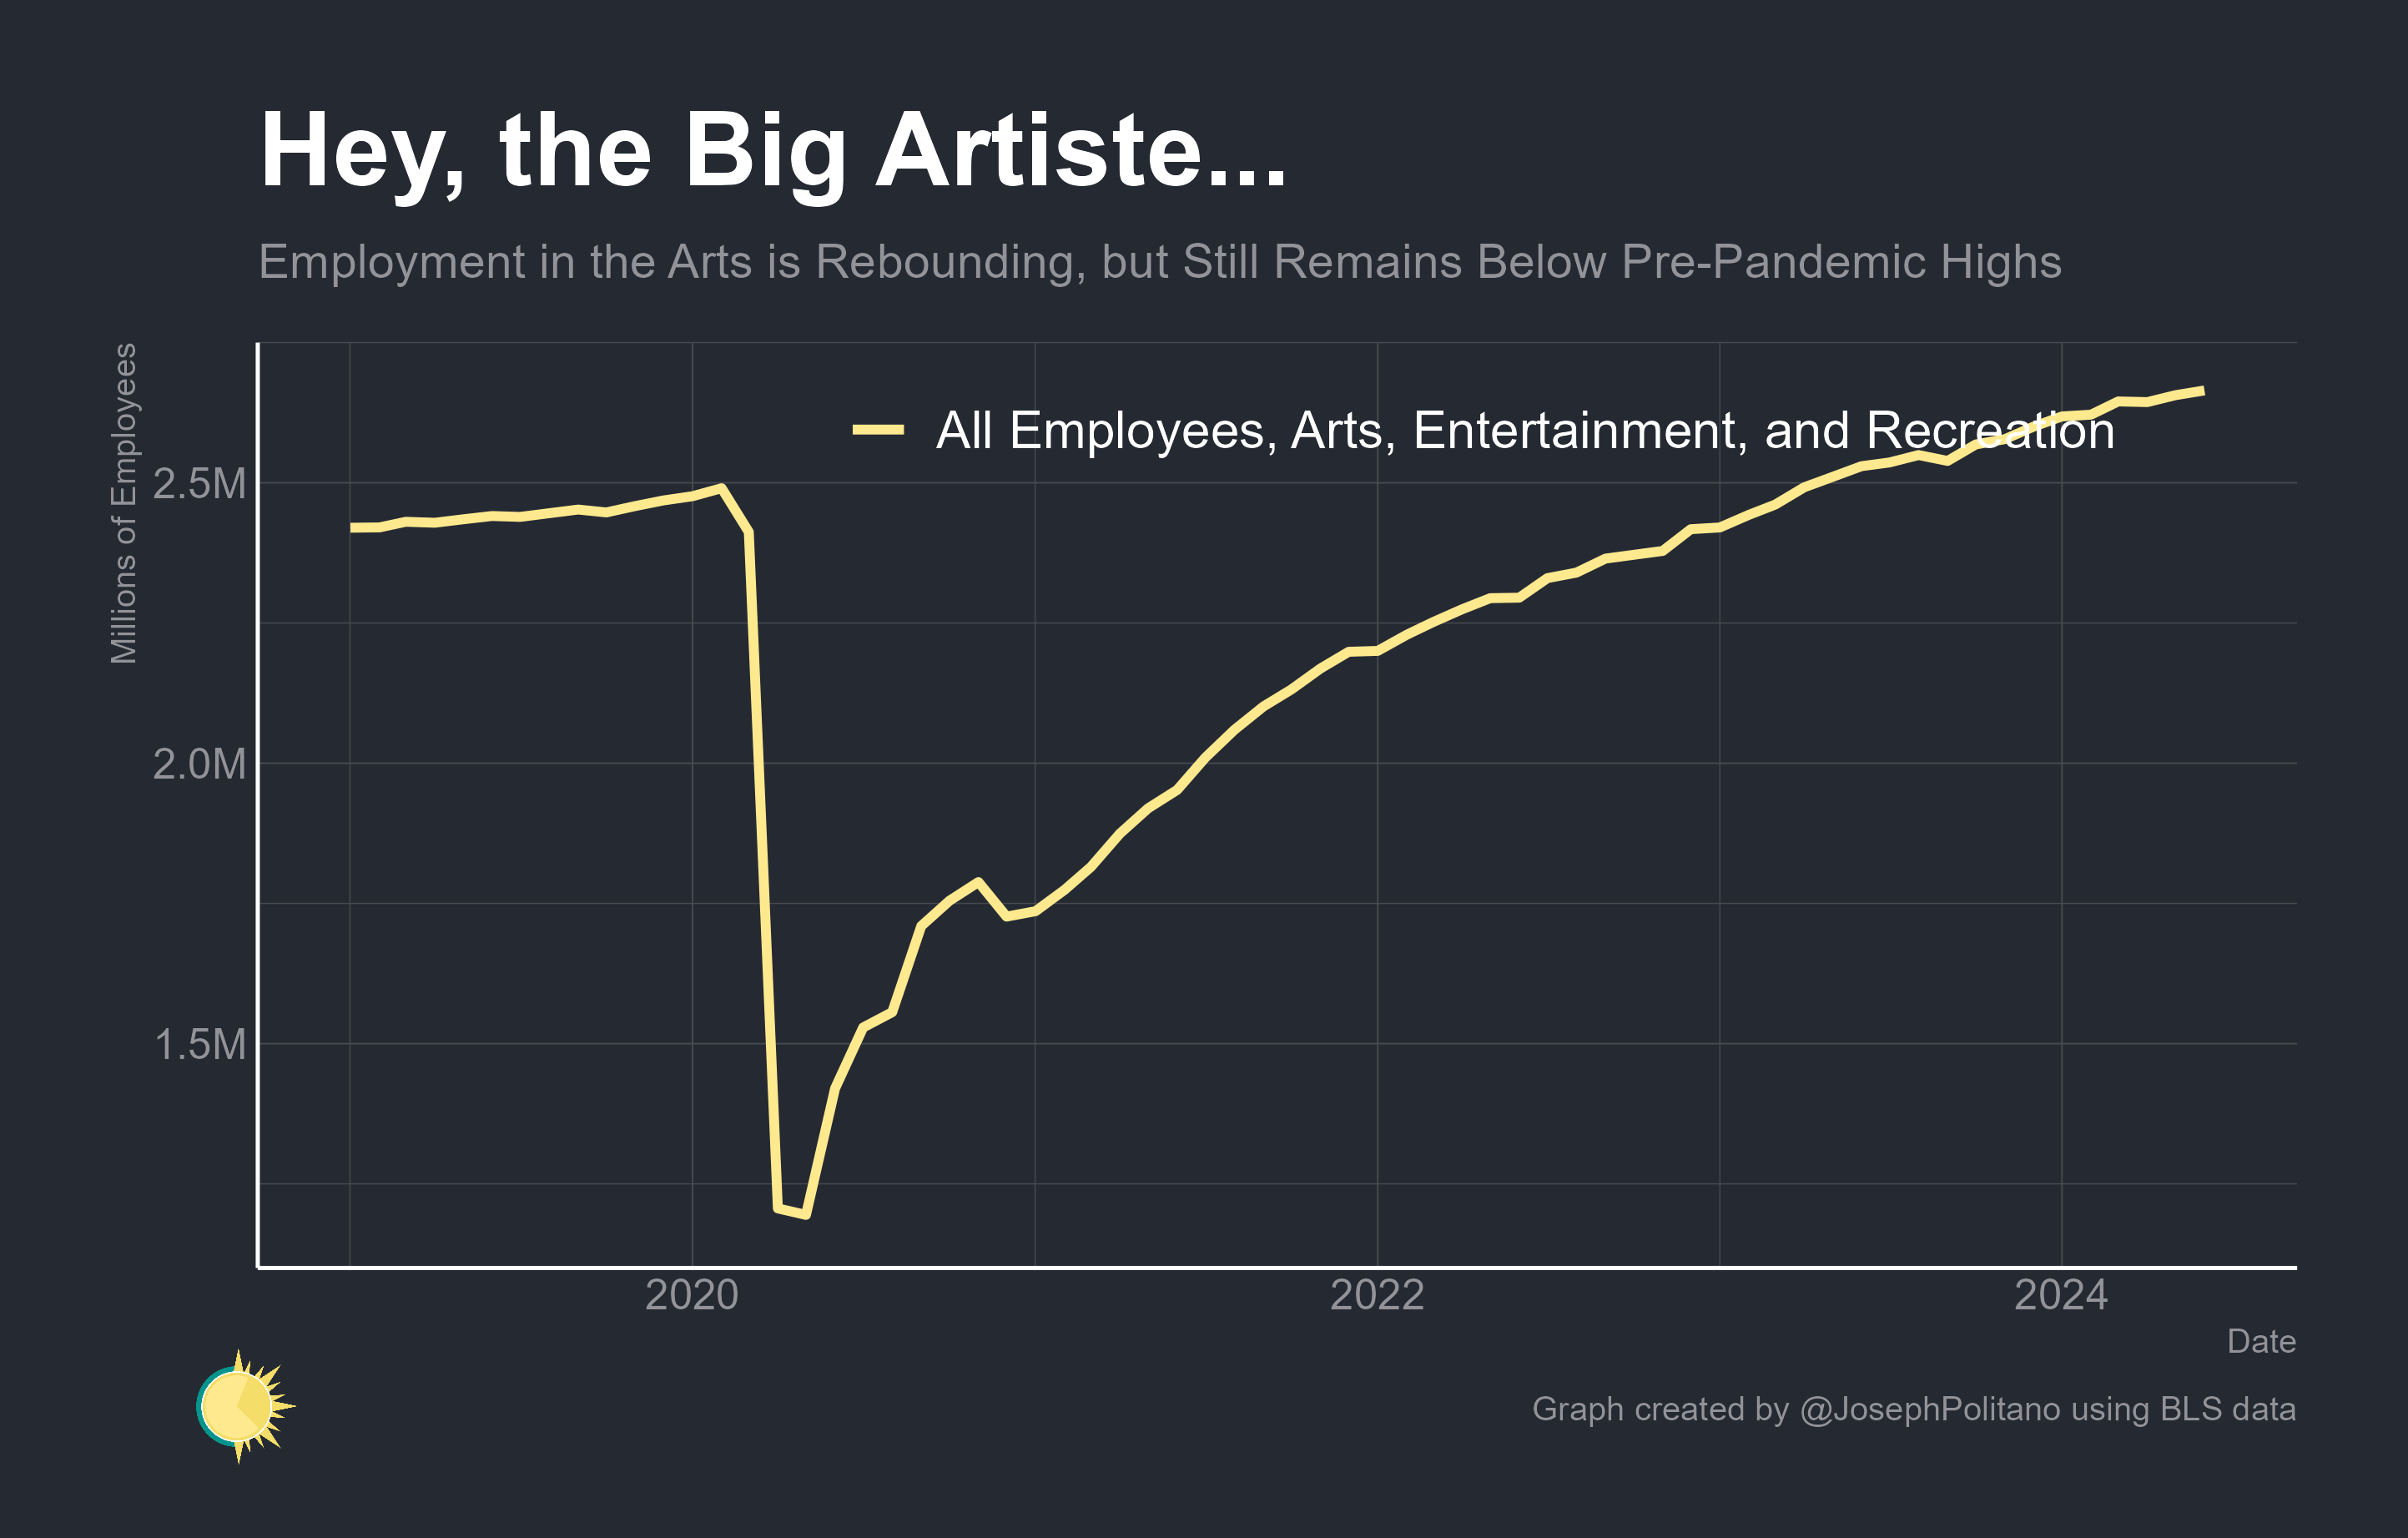 Hey, the Big Artiste...
Employment in the Arts is Rebounding, but Still Remains Below Pre-Pandemic Highs
Millions of Employees
All Employees, Arts, Entertainment, and Recreation
2.5M
2.0M
1.5M
2020
2022
2024
Date
Graph created by @JosephPolitano using BLS data